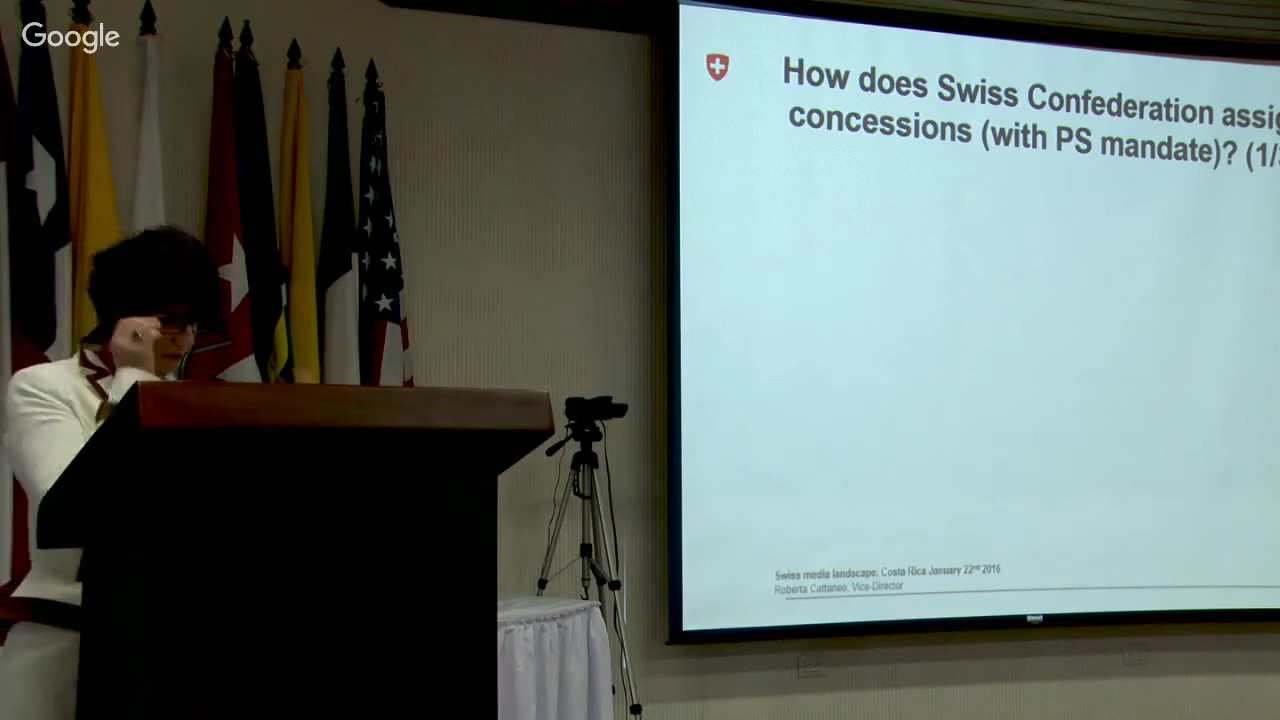 Google
How does Swiss Confederation assig
concessions (with PS mandate)? (1/3
Swiss media landscape, Costa Rica January 22nd 2016
Roberta Cattaneo, Vice-Director